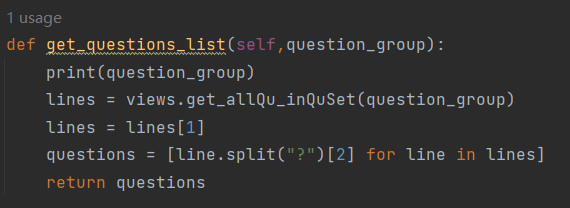 1 usage
def get_questions_list(self,question_group):
    print(question_group)
    lines = views.get_allQu_inQuSet(question_group)
    lines = lines[1]
    questions = [line.split("?")[2] for line in lines]
    return questions